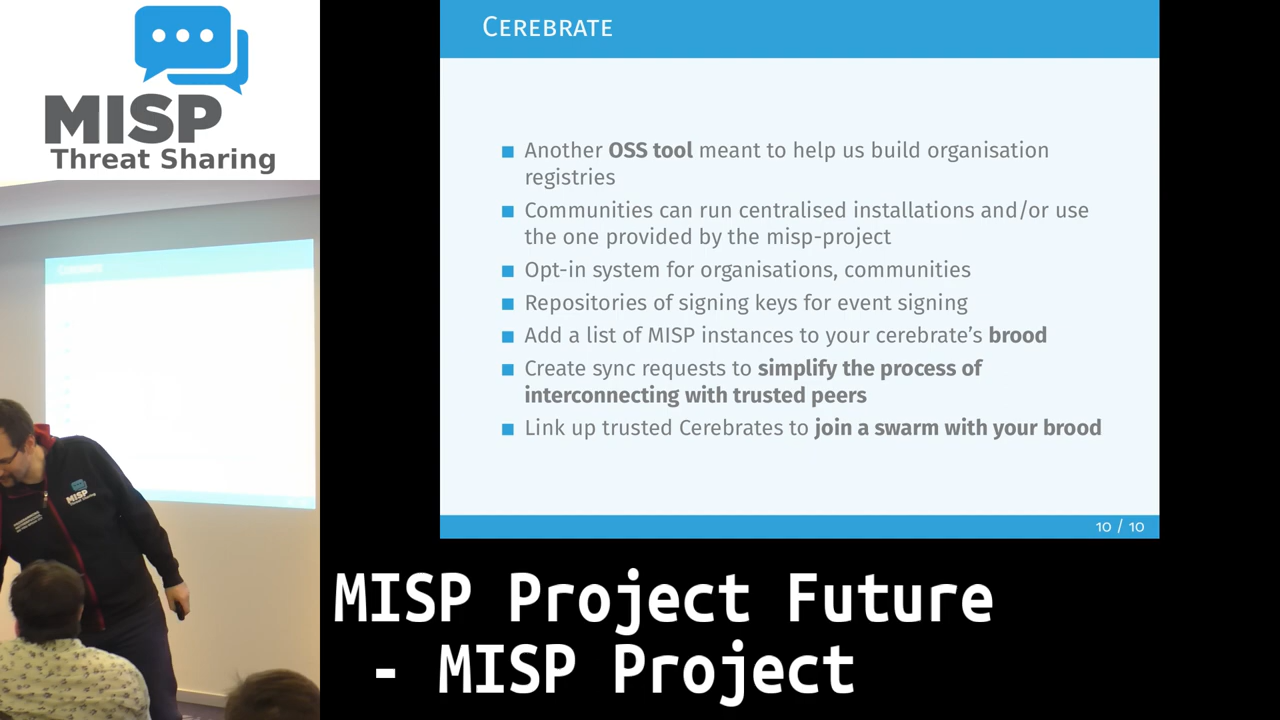 MISP
Threat Sharing
CEREBRATE
Another OSS tool meant to help us build organisation
registries
Communities can run centralised installations and/or use
the one provided by the misp-project
Opt-in system for organisations, communities
Repositories of signing keys for event signing
Add a list of MISP instances to your cerebrate's brood
Create sync requests to simplify the process of
interconnecting with trusted peers
Link up trusted Cerebrates to join a swarm with your brood
10 / 10
MISP
Threat Sharing
MISP Project Future
- MISP Project